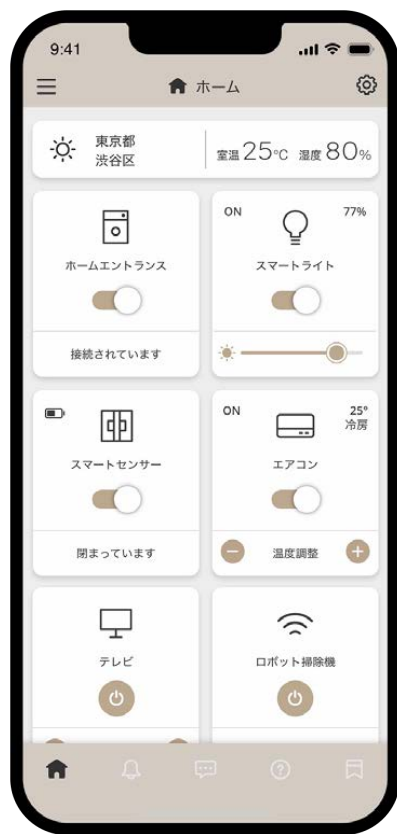 9:41
ホーム
東京都
渋谷区
室温 25℃ 湿度 80%
ホームエントランス
接続されています
ON 77%
スマートライト
スマートセンサー
閉まっています
ON 25°
冷房
エアコン
温度調整
テレビ
ロボット掃除機